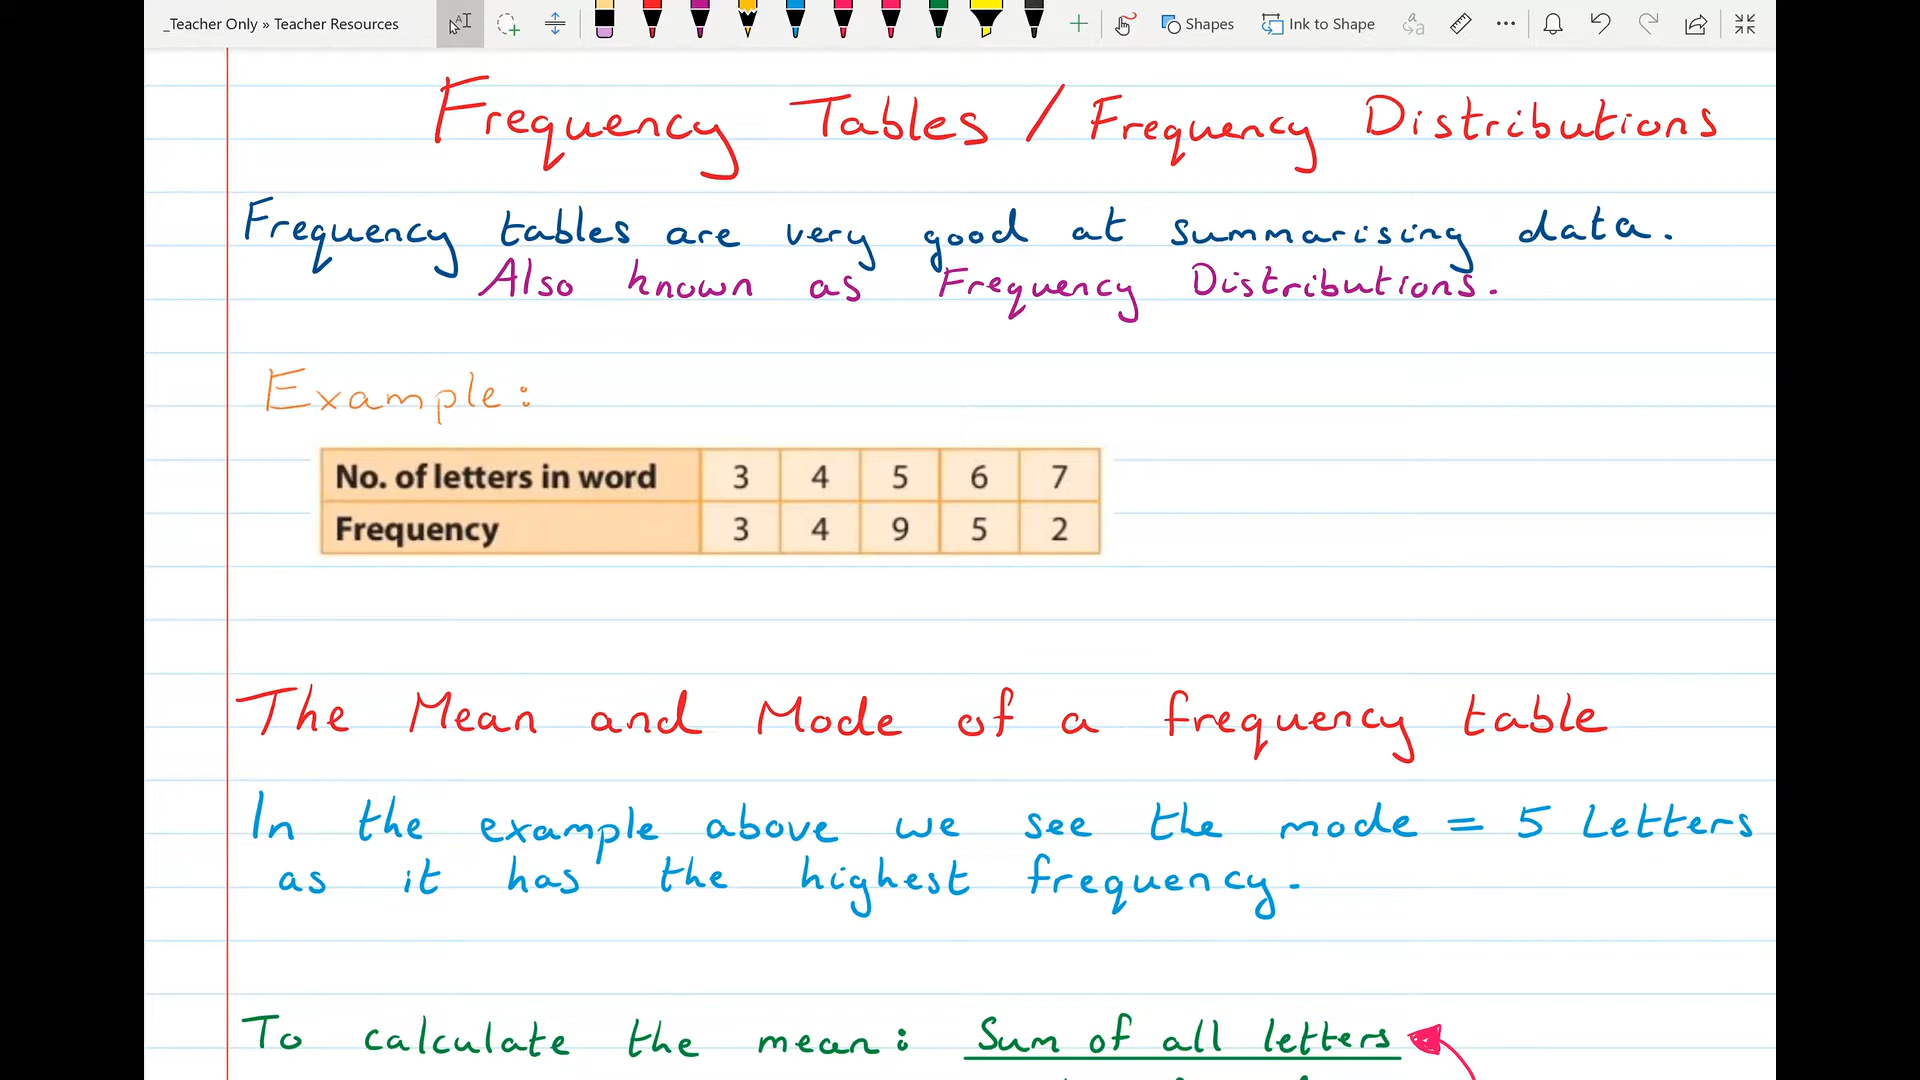 _Teacher Only » Teacher Resources
Shapes
Ink to Shape
Frequency Tables / Frequency Distributions
Frequency tables are very good at summarising data.
Also known as Frequency Distributions.
Example:
No. of letters in word 3 4 5 6 7
Frequency 3 4 9 5 2
The Mean and Mode of a frequency table
In the example above we see the mode = 5 Letters
as it has the highest frequency.
To calculate the mean: Sum of all letters